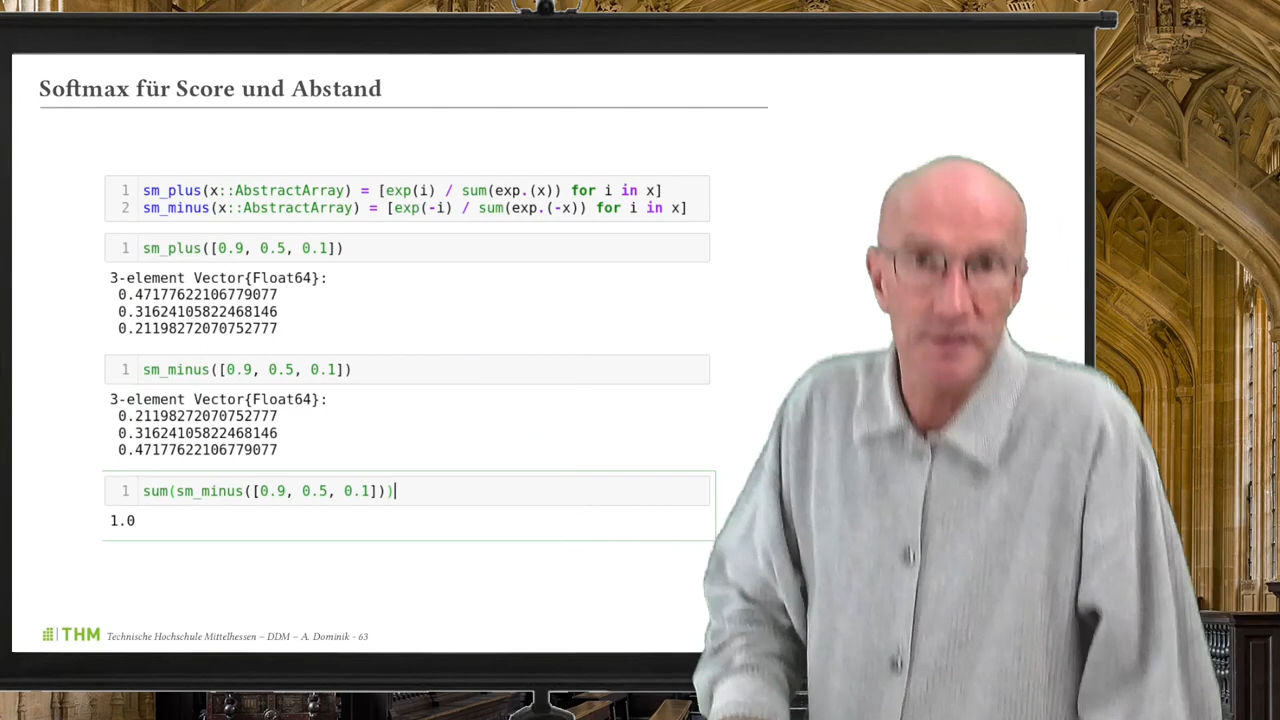 Softmax für Score und Abstand
1 sm_plus(x::AbstractArray) = [exp(i) / sum(exp.(x)) for i in x]
2 sm_minus(x::AbstractArray) = [exp(-i) / sum(exp.(-x)) for i in x]
1 sm_plus([0.9, 0.5, 0.1])
3-element Vector{Float64}:
0.47177622106779077
0.31624105822468146
0.21198272070752777
1 sm_minus([0.9, 0.5, 0.1])
3-element Vector{Float64}:
0.21198272070752777
0.31624105822468146
0.47177622106779077
1 sum(sm_minus([0.9, 0.5, 0.1]))
1.0
THM Technische Hochschule Mittelhessen – DDM – A. Dominik - 63